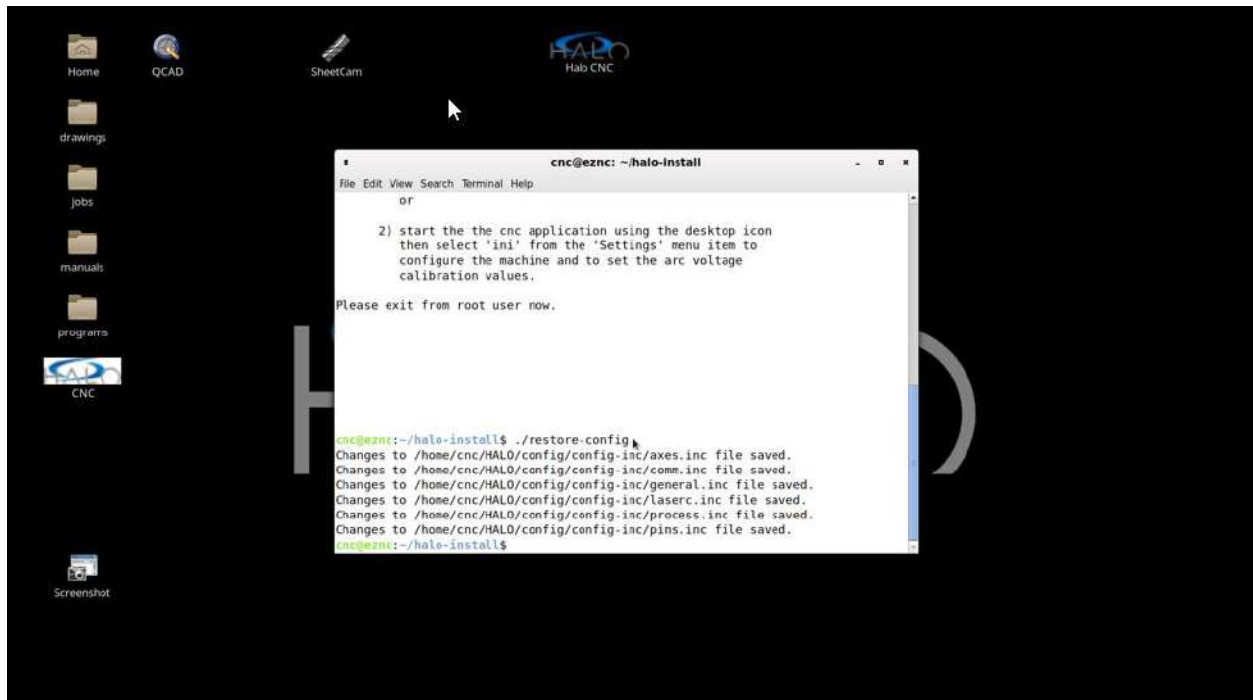 Home
QCAD
SheetCam
HALO
Halo CNC
drawings
jobs
manuals
programs
HALO
CNC
Screenshot
cnc@eznc: ~/halo-install
File Edit View Search Terminal Help
or
2) start the the cnc application using the desktop icon
then select 'ini' from the 'Settings' menu item to
configure the machine and to set the arc voltage
calibration values.
Please exit from root user now.
cnc@eznc:~/halo-install$ ./restore-config
Changes to /home/cnc/HALO/config/config-inc/axes.inc file saved.
Changes to /home/cnc/HALO/config/config-inc/comm.inc file saved.
Changes to /home/cnc/HALO/config/config-inc/general.inc file saved.
Changes to /home/cnc/HALO/config/config-inc/laserc.inc file saved.
Changes to /home/cnc/HALO/config/config-inc/process.inc file saved.
Changes to /home/cnc/HALO/config/config-inc/pins.inc file saved.
cnc@eznc:~/halo-install$